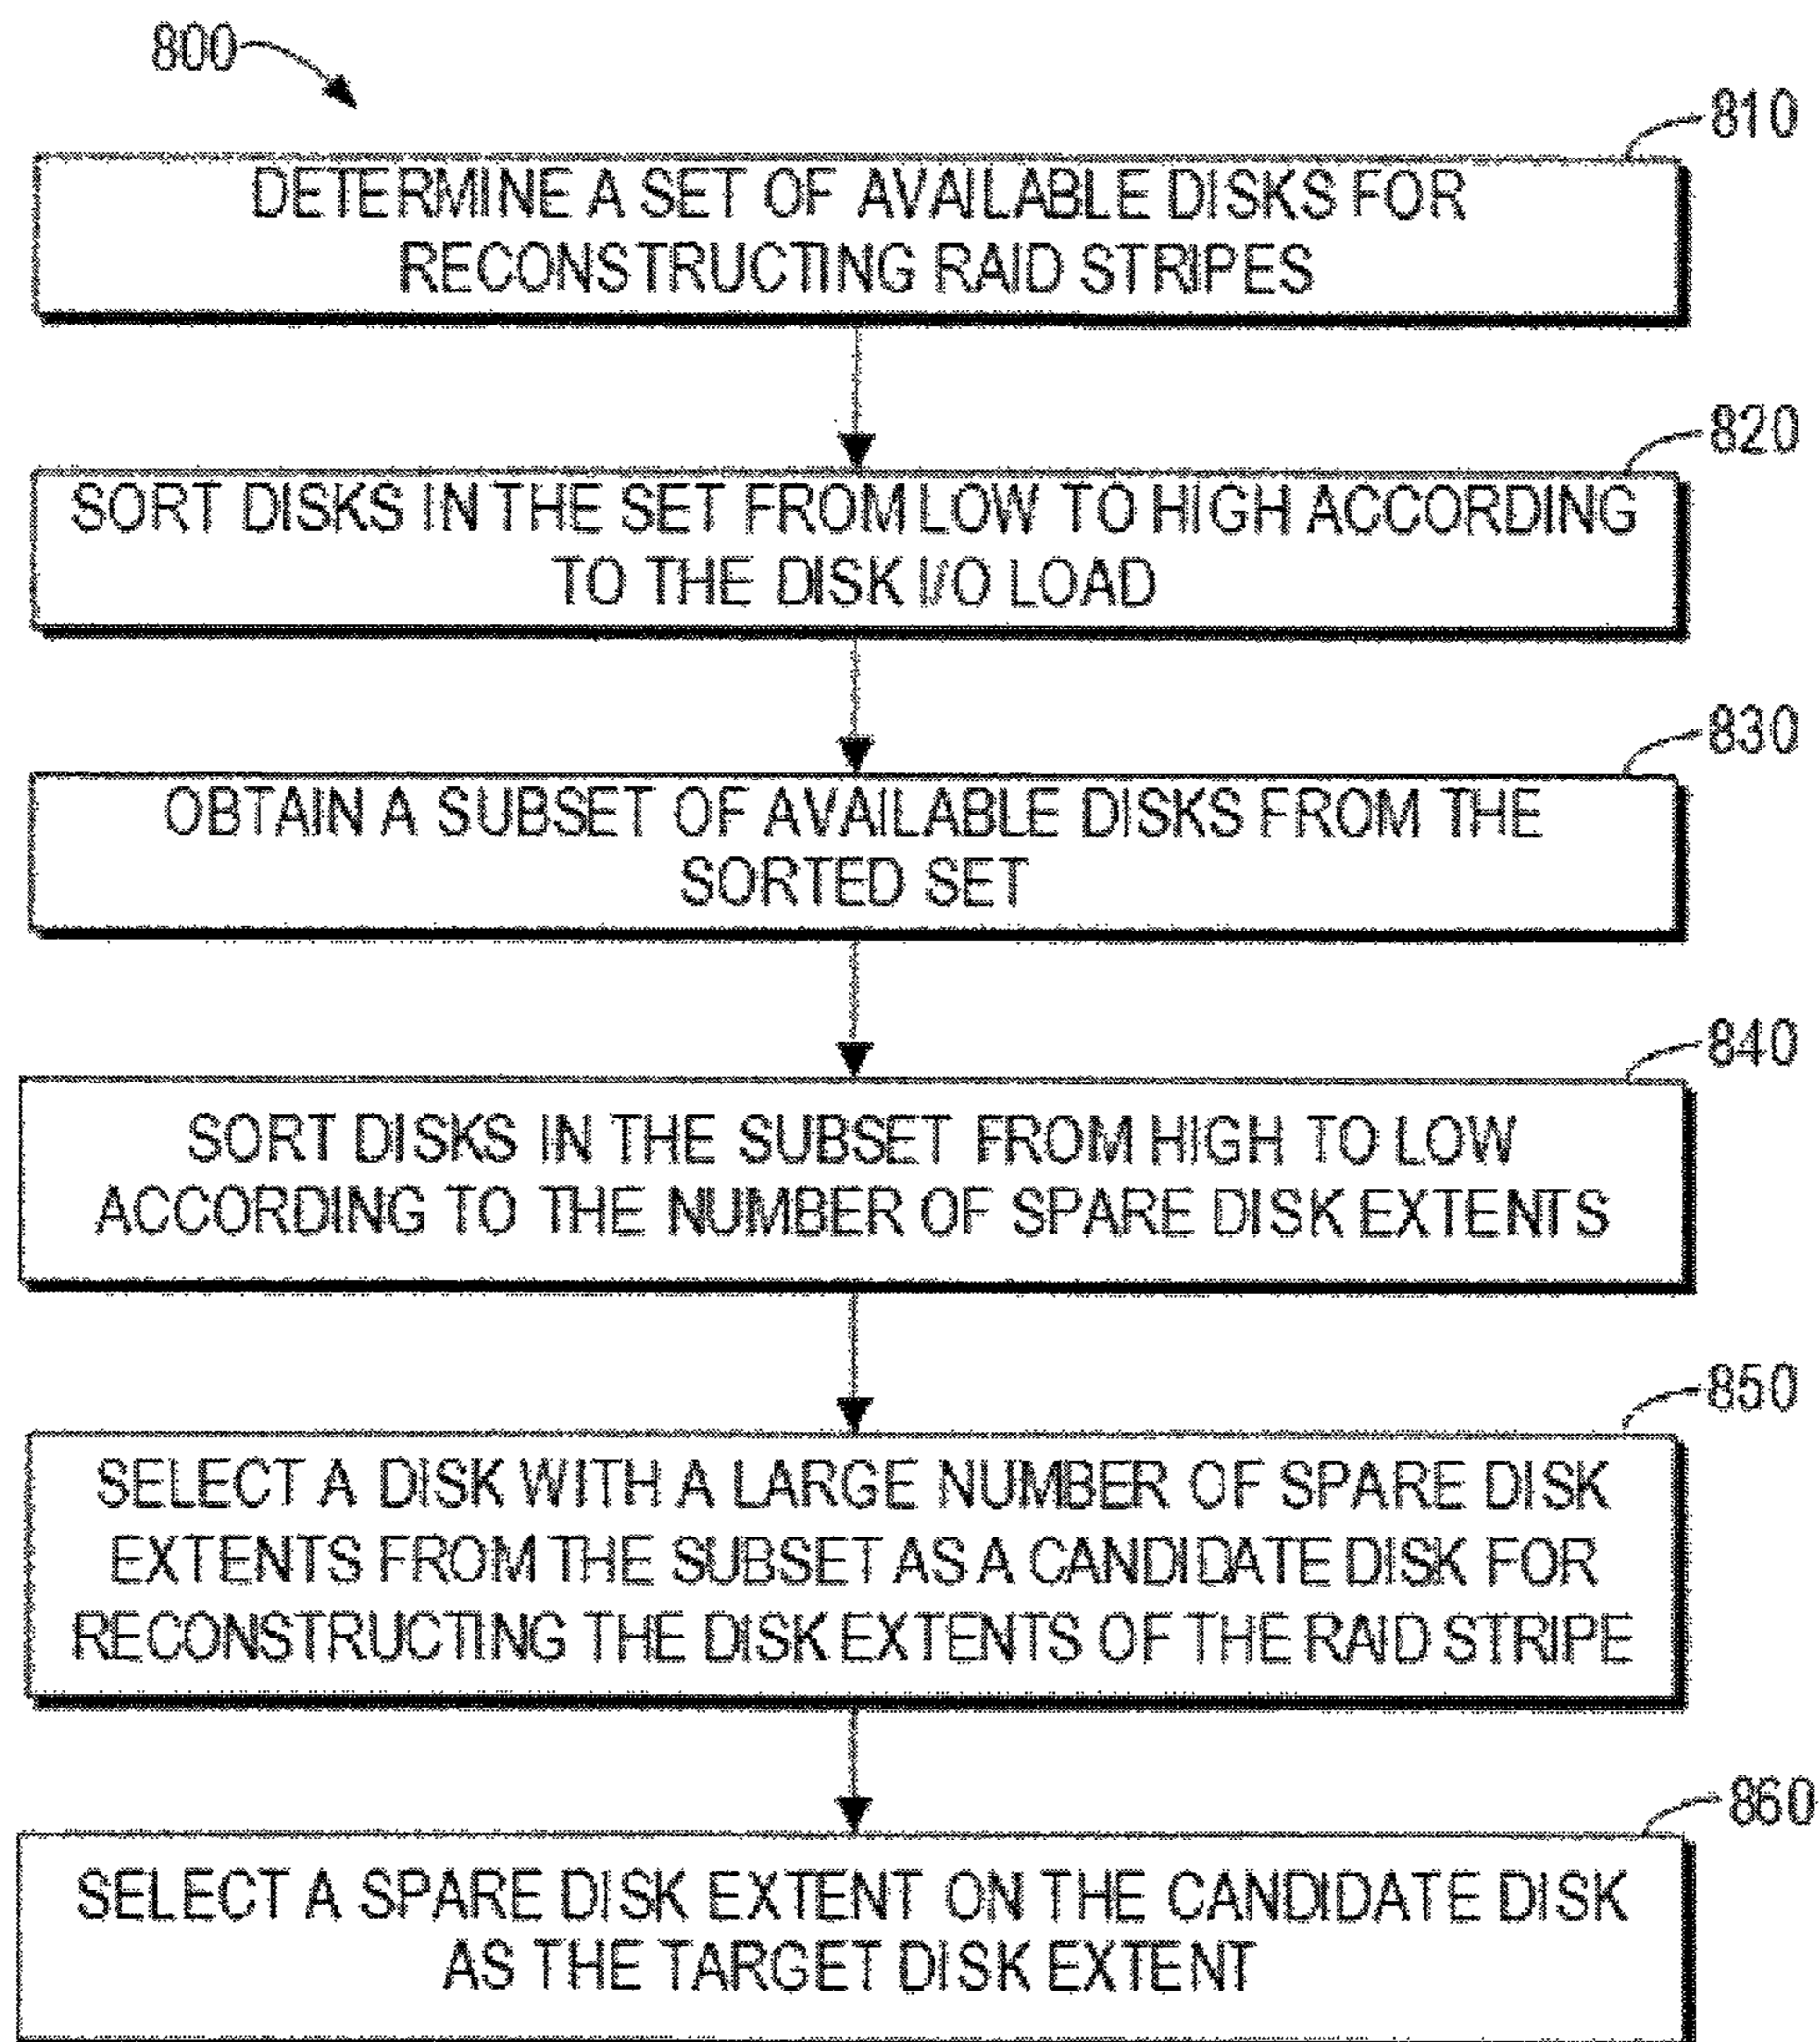 800
810
DETERMINE A SET OF AVAILABLE DISKS FOR
RECONSTRUCTING RAID STRIPES
820
SORT DISKS IN THE SET FROM LOW TO HIGH ACCORDING
TO THE DISK I/O LOAD
830
OBTAIN A SUBSET OF AVAILABLE DISKS FROM THE
SORTED SET
840
SORT DISKS IN THE SUBSET FROM HIGH TO LOW
ACCORDING TO THE NUMBER OF SPARE DISK EXTENTS
850
SELECT A DISK WITH A LARGE NUMBER OF SPARE DISK
EXTENTS FROM THE SUBSET AS A CANDIDATE DISK FOR
RECONSTRUCTING THE DISK EXTENTS OF THE RAID STRIPE
860
SELECT A SPARE DISK EXTENT ON THE CANDIDATE DISK
AS THE TARGET DISK EXTENT